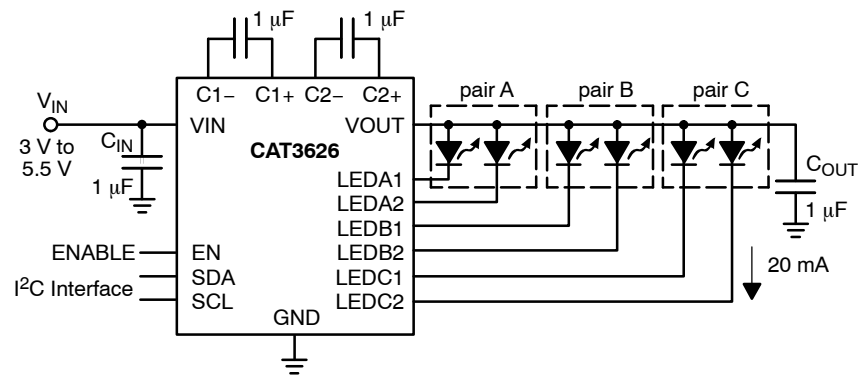 1 μF
1 μF
C1− C1+ C2− C2+
pair A
pair B
pair C
VIN
3 V to
5.5 V
CIN
1 μF
VIN
VOUT
CAT3626
LEDA1
LEDA2
LEDB1
LEDB2
LEDC1
LEDC2
COUT
1 μF
20 mA
ENABLE
I2C Interface
EN
SDA
SCL
GND